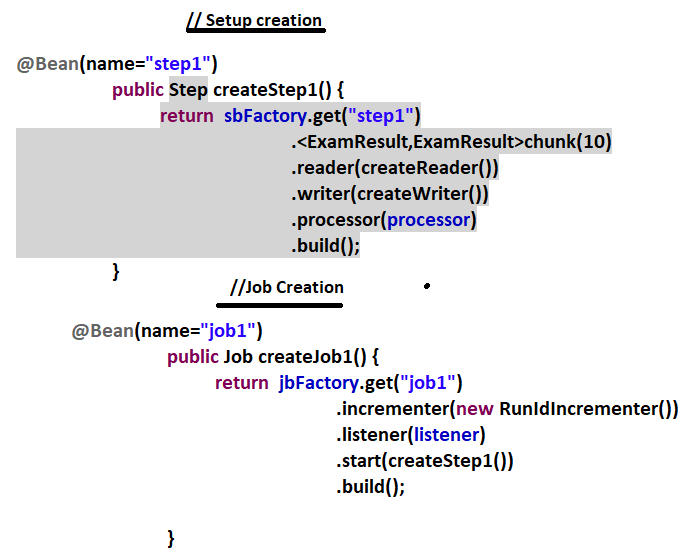 // Setup creation
@Bean(name="step1")
public Step createStep1() {
return sbFactory.get("step1")
.<ExamResult,ExamResult>chunk(10)
.reader(createReader())
.writer(createWriter())
.processor(processor)
.build();
}
//Job Creation
@Bean(name="job1")
public Job createJob1() {
return jbFactory.get("job1")
.incrementer(new RunIdIncrementer())
.listener(listener)
.start(createStep1())
.build();
}